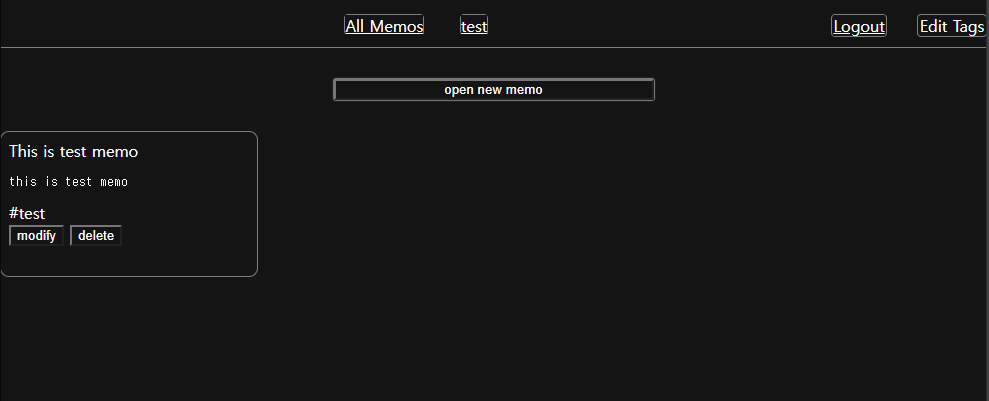 All Memos test Logout Edit Tags
open new memo
This is test memo
this is test memo
#test
modify delete